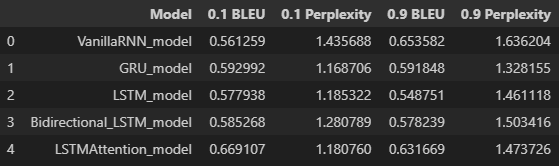 Model 0.1 BLEU 0.1 Perplexity 0.9 BLEU 0.9 Perplexity
0 VanillaRNN_model 0.561259 1.435688 0.653582 1.636204
1 GRU_model 0.592992 1.168706 0.591848 1.328155
2 LSTM_model 0.577938 1.185322 0.548751 1.461118
3 Bidirectional_LSTM_model 0.585268 1.280789 0.578239 1.503416
4 LSTMAttention_model 0.669107 1.180760 0.631669 1.473726